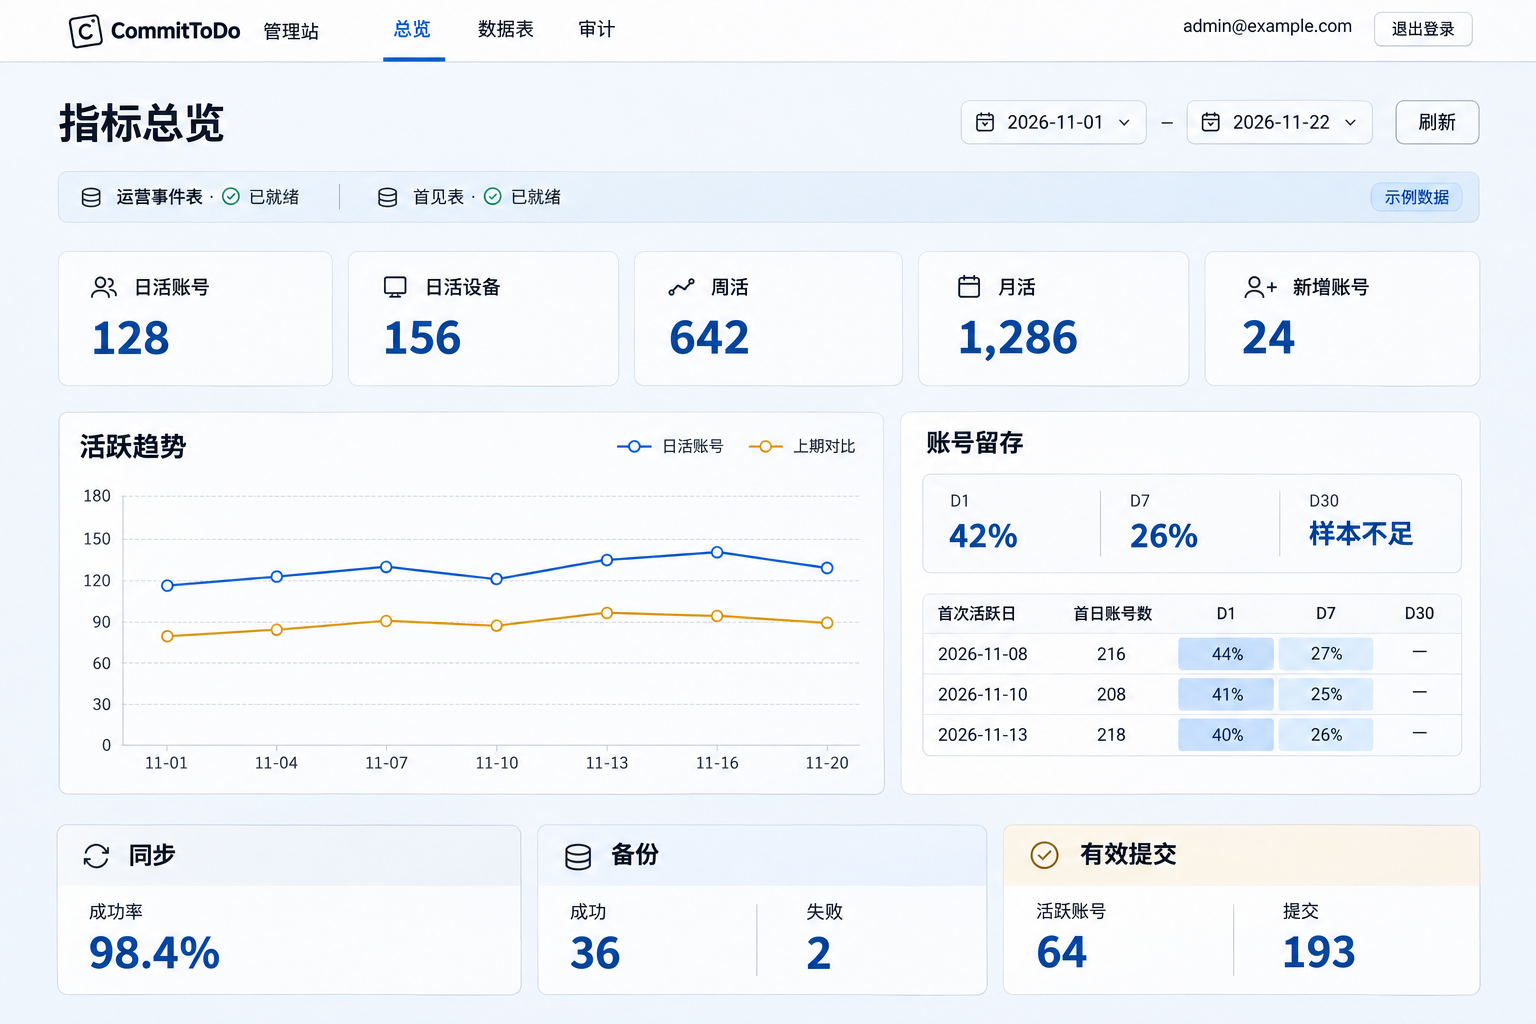 CommitToDo 管理站 总览 数据表 审计 admin@example.com 退出登录
指标总览 2026-11-01 – 2026-11-22 刷新
运营事件表 · 已就绪 首见表 · 已就绪 示例数据
日活账号
128
日活设备
156
周活
642
月活
1,286
新增账号
24
活跃趋势
日活账号 上期对比
180
150
120
90
60
30
0
11-01 11-04 11-07 11-10 11-13 11-16 11-20
账号留存
D1
42%
D7
26%
D30
样本不足
首次活跃日 首日账号数 D1 D7 D30
2026-11-08 216 44% 27% —
2026-11-10 208 41% 25% —
2026-11-13 218 40% 26% —
同步
成功率
98.4%
备份
成功
36
失败
2
有效提交
活跃账号
64
提交
193